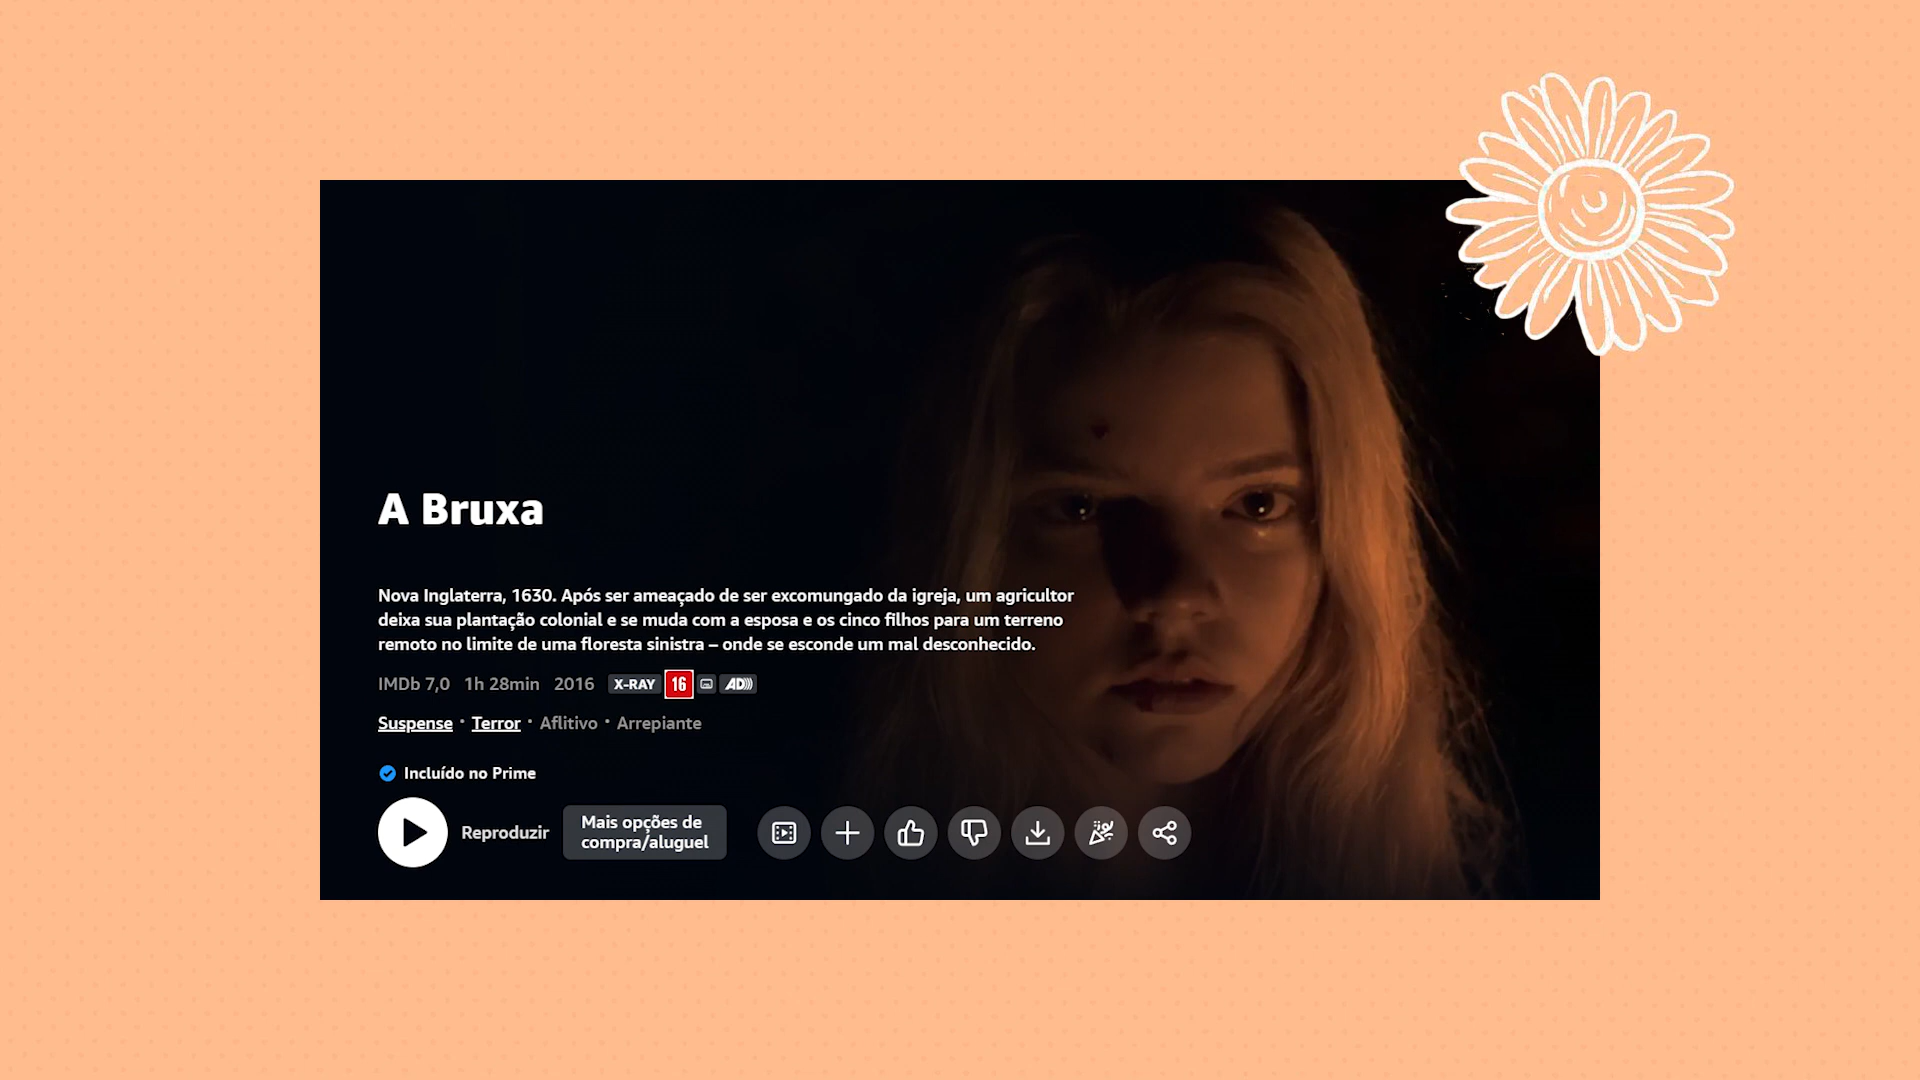 A Bruxa
Nova Inglaterra, 1630. Após ser ameaçado de ser excomungado da igreja, um agricultor
deixa sua plantação colonial e se muda com a esposa e os cinco filhos para um terreno
remoto no limite de uma floresta sinistra – onde se esconde um mal desconhecido.
IMDb 7,0 1h 28min 2016 X-RAY 16 AD)))
Suspense · Terror · Aflitivo · Arrepiante
Incluído no Prime
Reproduzir
Mais opções de
compra/aluguel